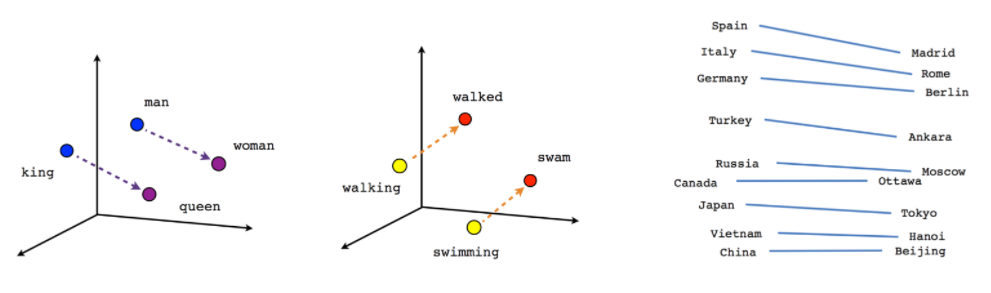 man
woman
king
queen
walked
swam
walking
swimming
Spain
Madrid
Italy
Rome
Germany
Berlin
Turkey
Ankara
Russia
Moscow
Canada
Ottawa
Japan
Tokyo
Vietnam
Hanoi
China
Beijing